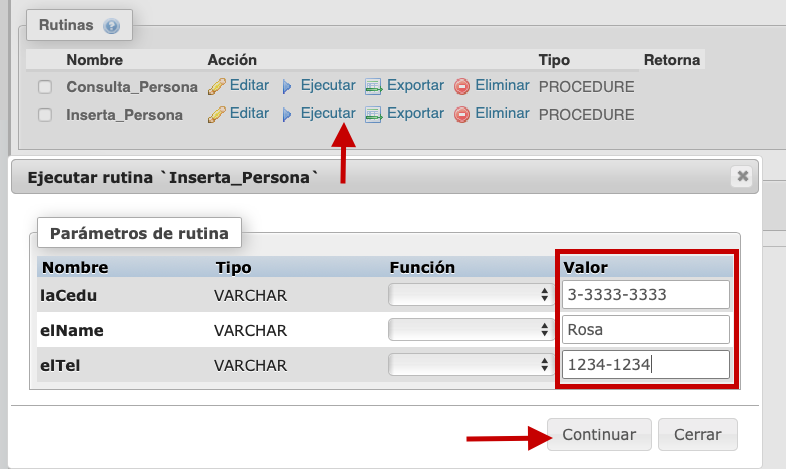 Rutinas
Nombre Acción Tipo Retorna
Consulta_Persona Editar Ejecutar Exportar Eliminar PROCEDURE
Inserta_Persona Editar Ejecutar Exportar Eliminar PROCEDURE
Ejecutar rutina `Inserta_Persona`
Parámetros de rutina
Nombre Tipo Función Valor
laCedu VARCHAR 3-3333-3333
elName VARCHAR Rosa
elTel VARCHAR 1234-1234
Continuar Cerrar